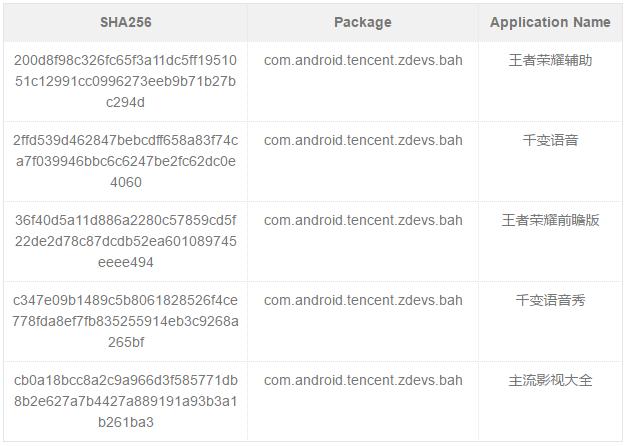 SHA256 Package Application Name
200d8f98c326fc65f3a11dc5ff1951051c12991cc0996273eeb9b71b27bc294d com.android.tencent.zdevs.bah 王者荣耀辅助
2ffd539d462847bebcdff658a83f74ca7f039946bbc6c6247be2fc62dc0e4060 com.android.tencent.zdevs.bah 千变语音
36f40d5a11d886a2280c57859cd5f22de2d78c87dcdb52ea601089745eeee494 com.android.tencent.zdevs.bah 王者荣耀前瞻版
c347e09b1489c5b8061828526f4ce778fda8ef7fb835255914eb3c9268a265bf com.android.tencent.zdevs.bah 千变语音秀
cb0a18bcc8a2c9a966d3f585771db8b2e627a7b4427a889191a93b3a1b261ba3 com.android.tencent.zdevs.bah 主流影视大全